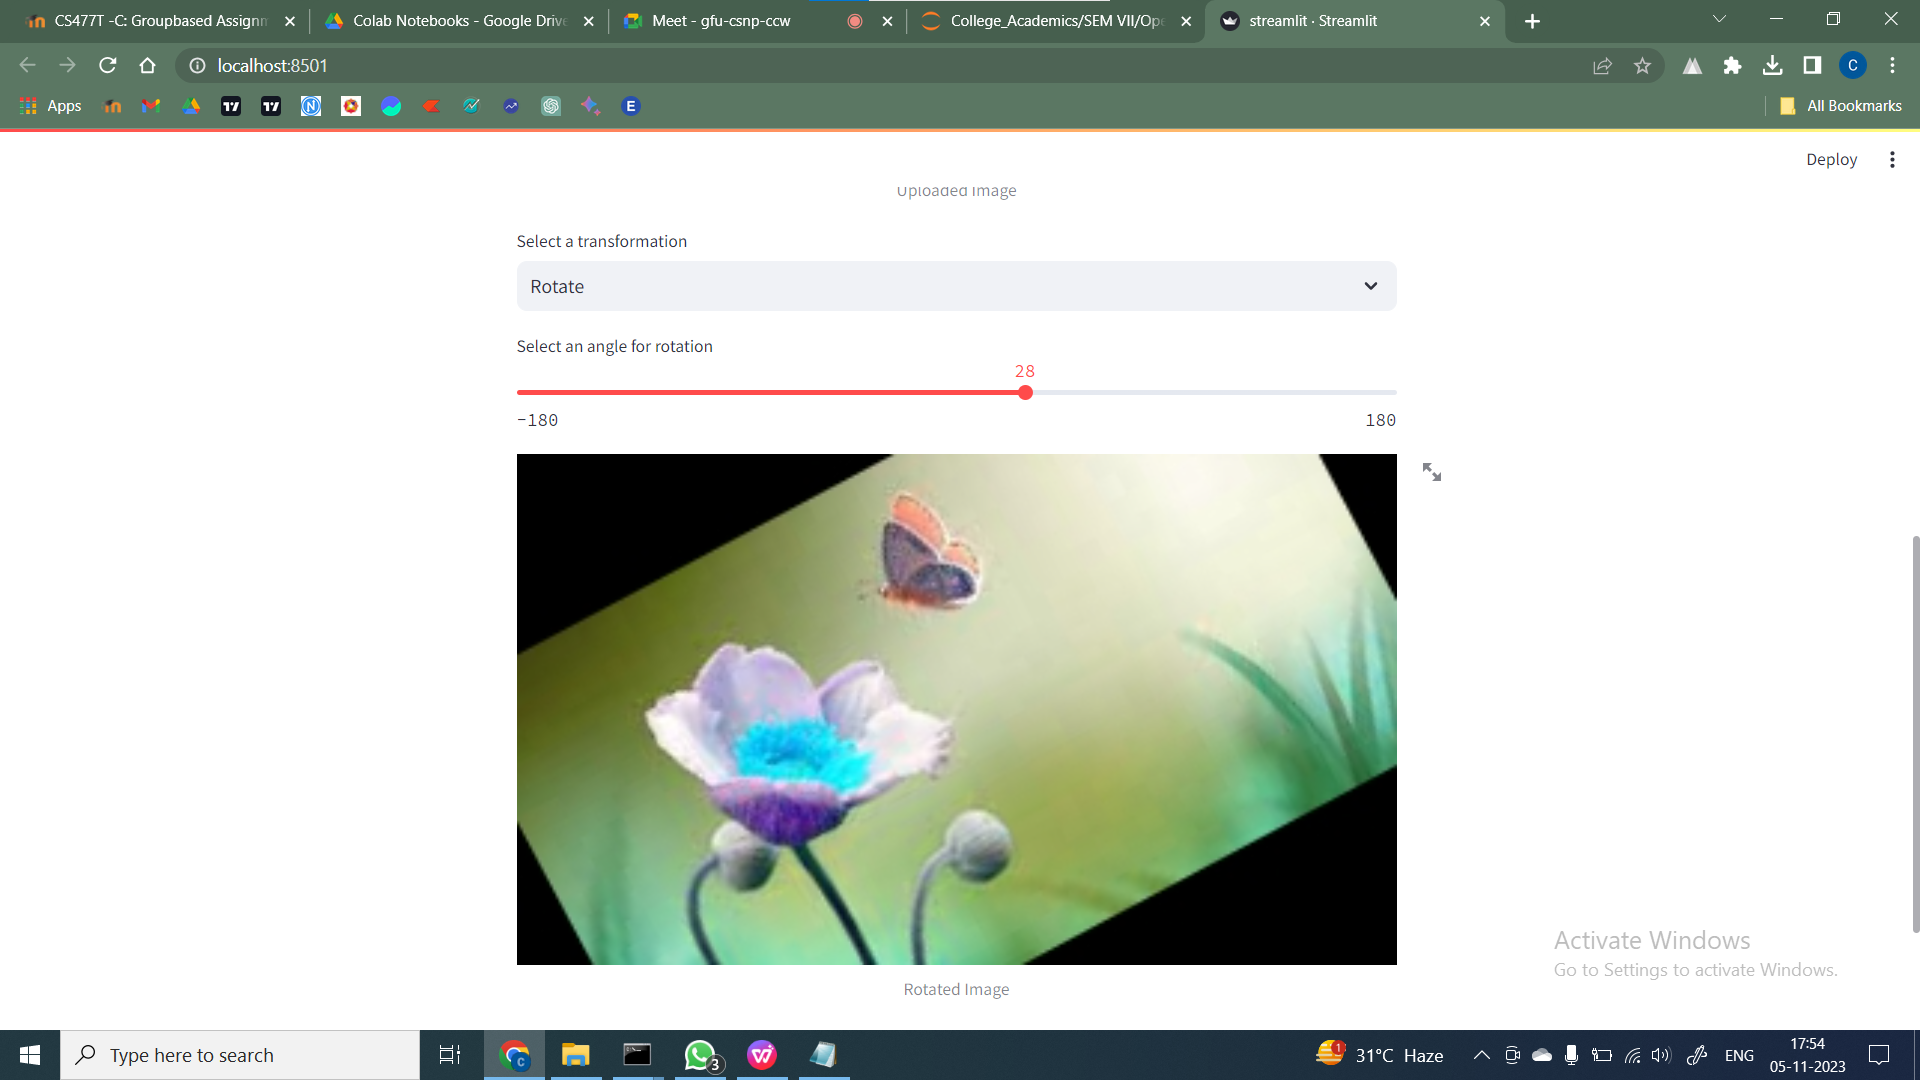 CS477T -C: Groupbased Assignm
Colab Notebooks - Google Drive
Meet - gfu-csnp-ccw
College_Academics/SEM VII/Ope
streamlit · Streamlit
localhost:8501
C
Apps
All Bookmarks
Deploy
Uploaded Image
Select a transformation
Rotate
Select an angle for rotation
28
-180
180
Rotated Image
Activate Windows
Go to Settings to activate Windows.
Type here to search
3
1
31°C Haze
ENG
17:54
05-11-2023